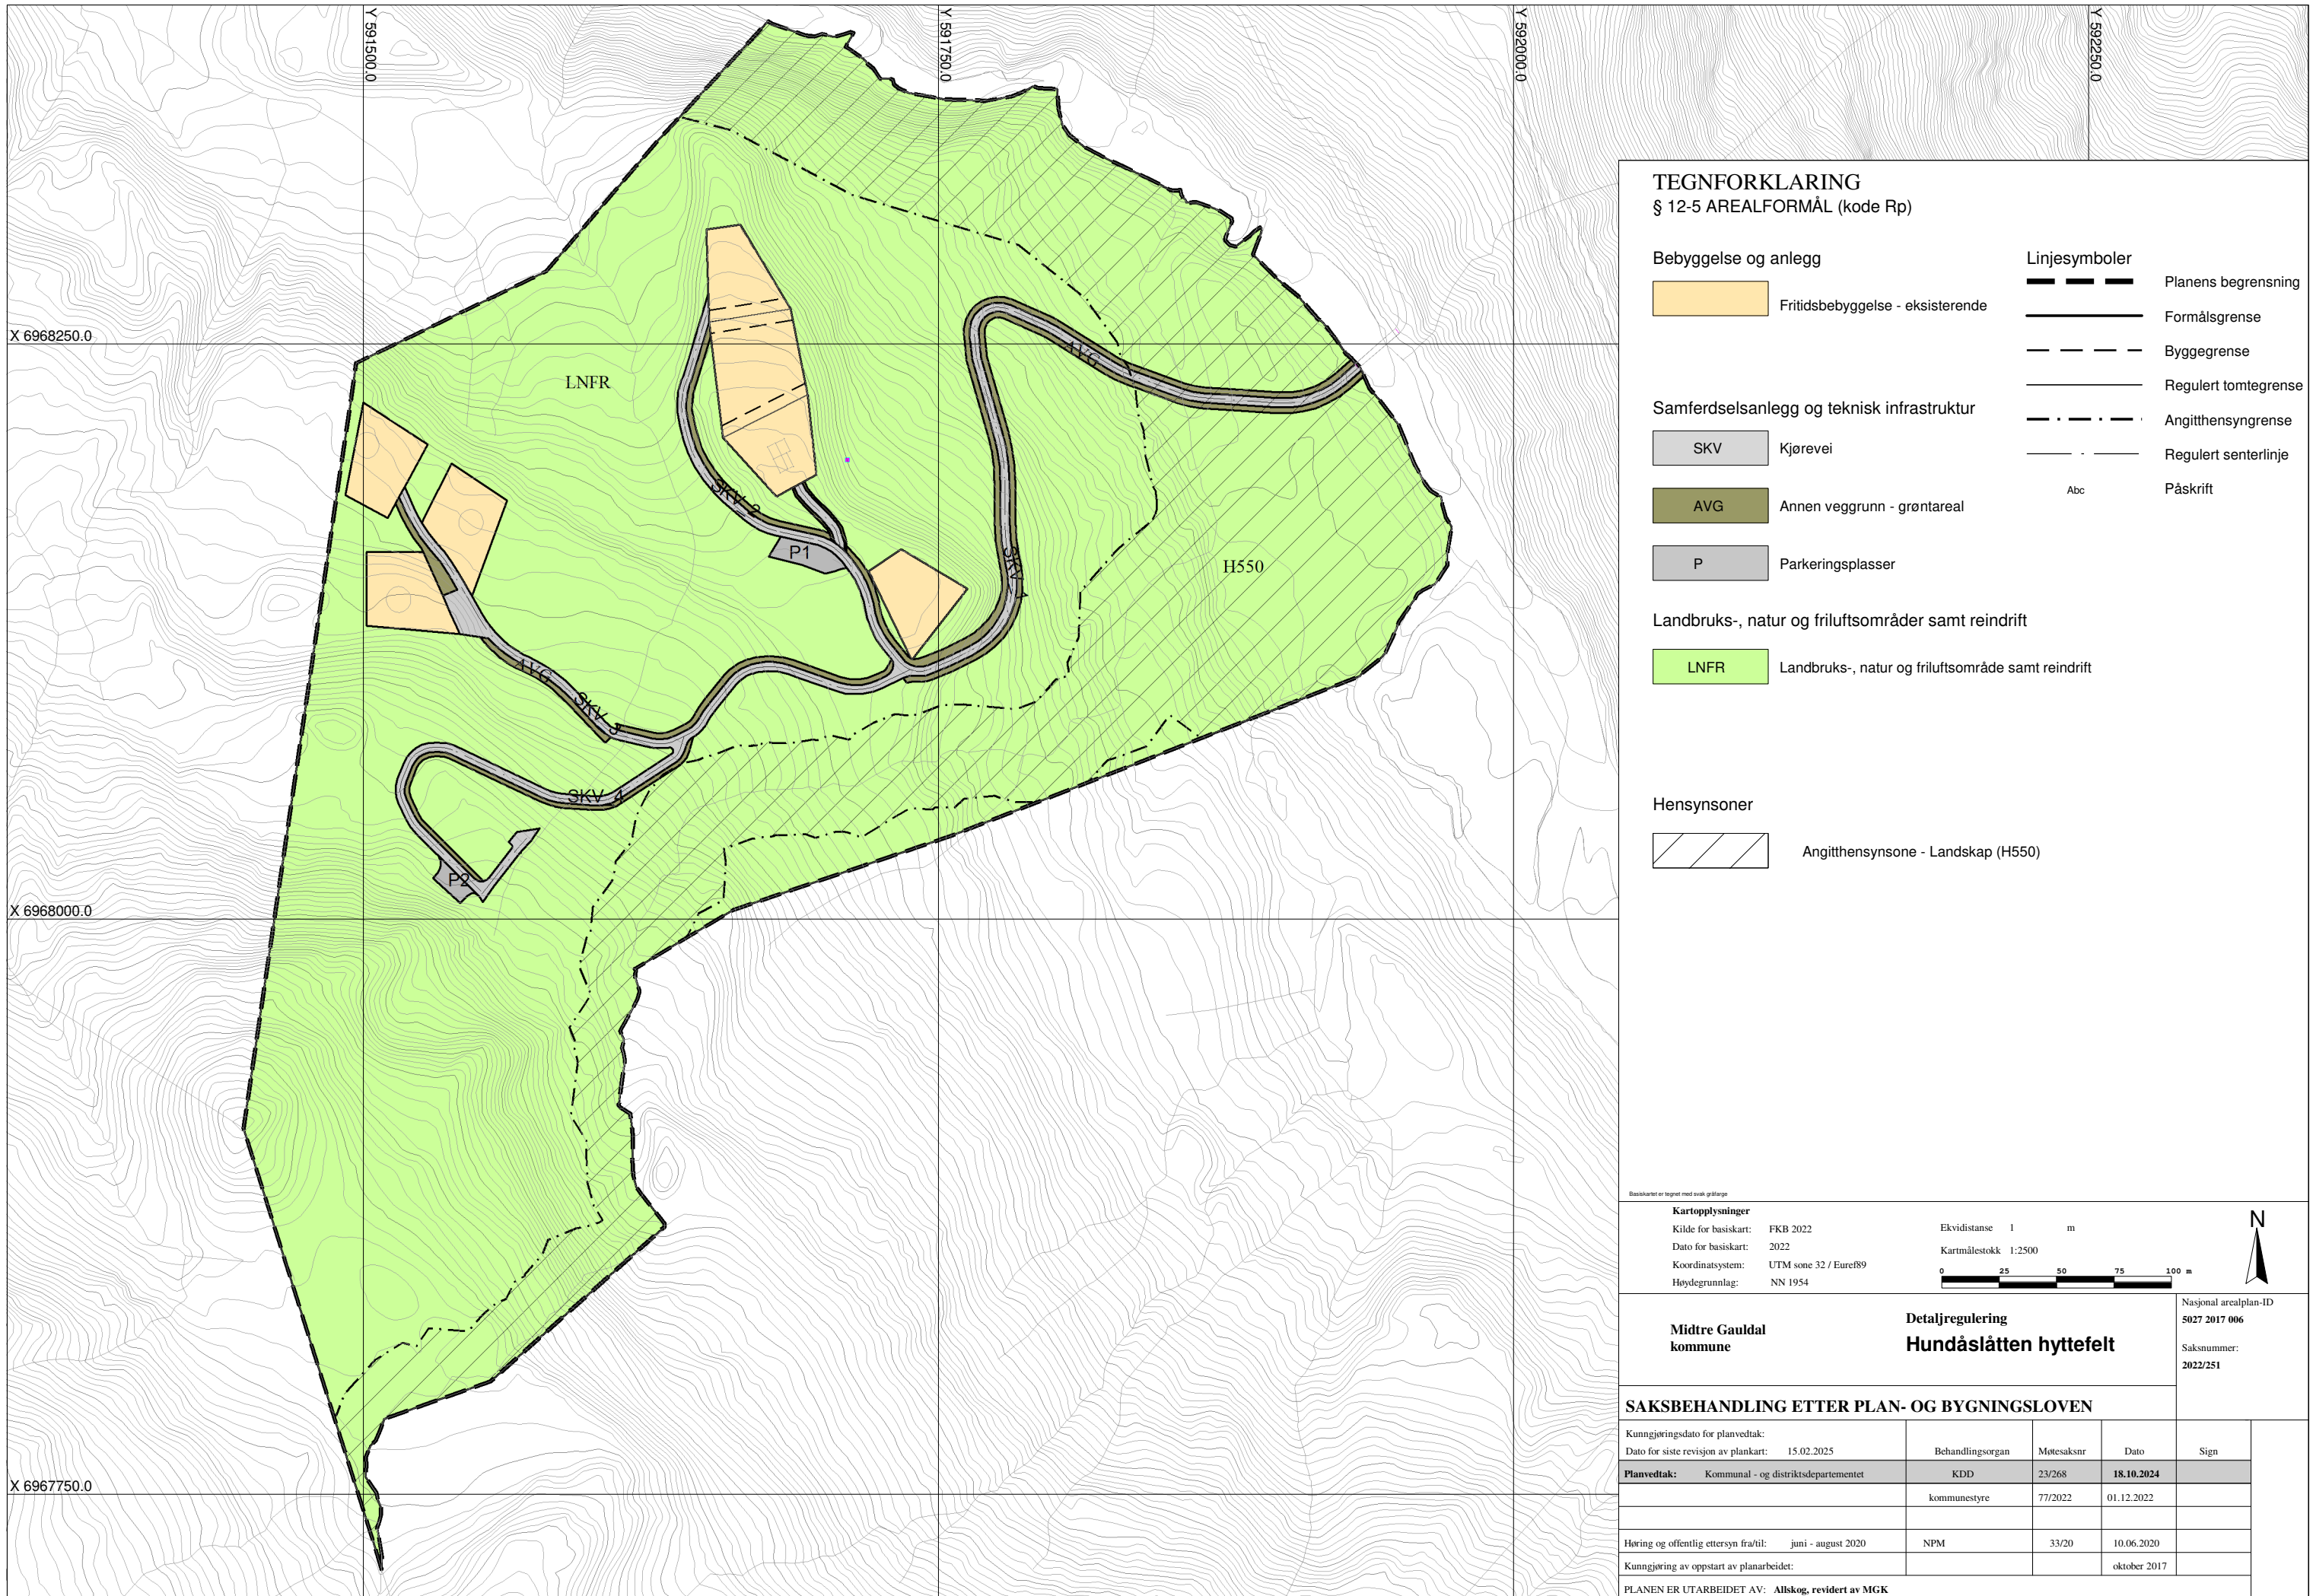 Y 591500.0
Y 591750.0
Y 592000.0
Y 592250.0
X 6968250.0
X 6968000.0
X 6967750.0
LNFR
AVG
SKV 2
P1
SKV 1
H550
AVG
SKV 3
SKV 4
P2
TEGNFORKLARING
§ 12-5 AREALFORMÅL (kode Rp)
Bebyggelse og anlegg
Fritidsbebyggelse - eksisterende
Samferdselsanlegg og teknisk infrastruktur
SKV Kjørevei
AVG Annen veggrunn - grøntareal
P Parkeringsplasser
Landbruks-, natur og friluftsområder samt reindrift
LNFR Landbruks-, natur og friluftsområde samt reindrift
Hensynsoner
Angitthensynsone - Landskap (H550)
Linjesymboler
Planens begrensning
Formålsgrense
Byggegrense
Regulert tomtegrense
Angitthensyngrense
Regulert senterlinje
Abc Påskrift
Basiskartet er tegnet med svak gråfarge
Kartopplysninger
Kilde for basiskart: FKB 2022
Dato for basiskart: 2022
Koordinatsystem: UTM sone 32 / Euref89
Høydegrunnlag: NN 1954
Ekvidistanse 1 m
Kartmålestokk 1:2500
0 25 50 75 100 m
N
Midtre Gauldal
kommune
Detaljregulering
Hundåslåtten hyttefelt
Nasjonal arealplan-ID
5027 2017 006
Saksnummer:
2022/251
SAKSBEHANDLING ETTER PLAN- OG BYGNINGSLOVEN
Kunngjøringsdato for planvedtak:
Dato for siste revisjon av plankart: 15.02.2025 Behandlingsorgan Møtesaksnr Dato Sign
Planvedtak: Kommunal - og distriktsdepartementet KDD 23/268 18.10.2024
kommunestyre 77/2022 01.12.2022
Høring og offentlig ettersyn fra/til: juni - august 2020 NPM 33/20 10.06.2020
Kunngjøring av oppstart av planarbeidet: oktober 2017
PLANEN ER UTARBEIDET AV: Allskog, revidert av MGK